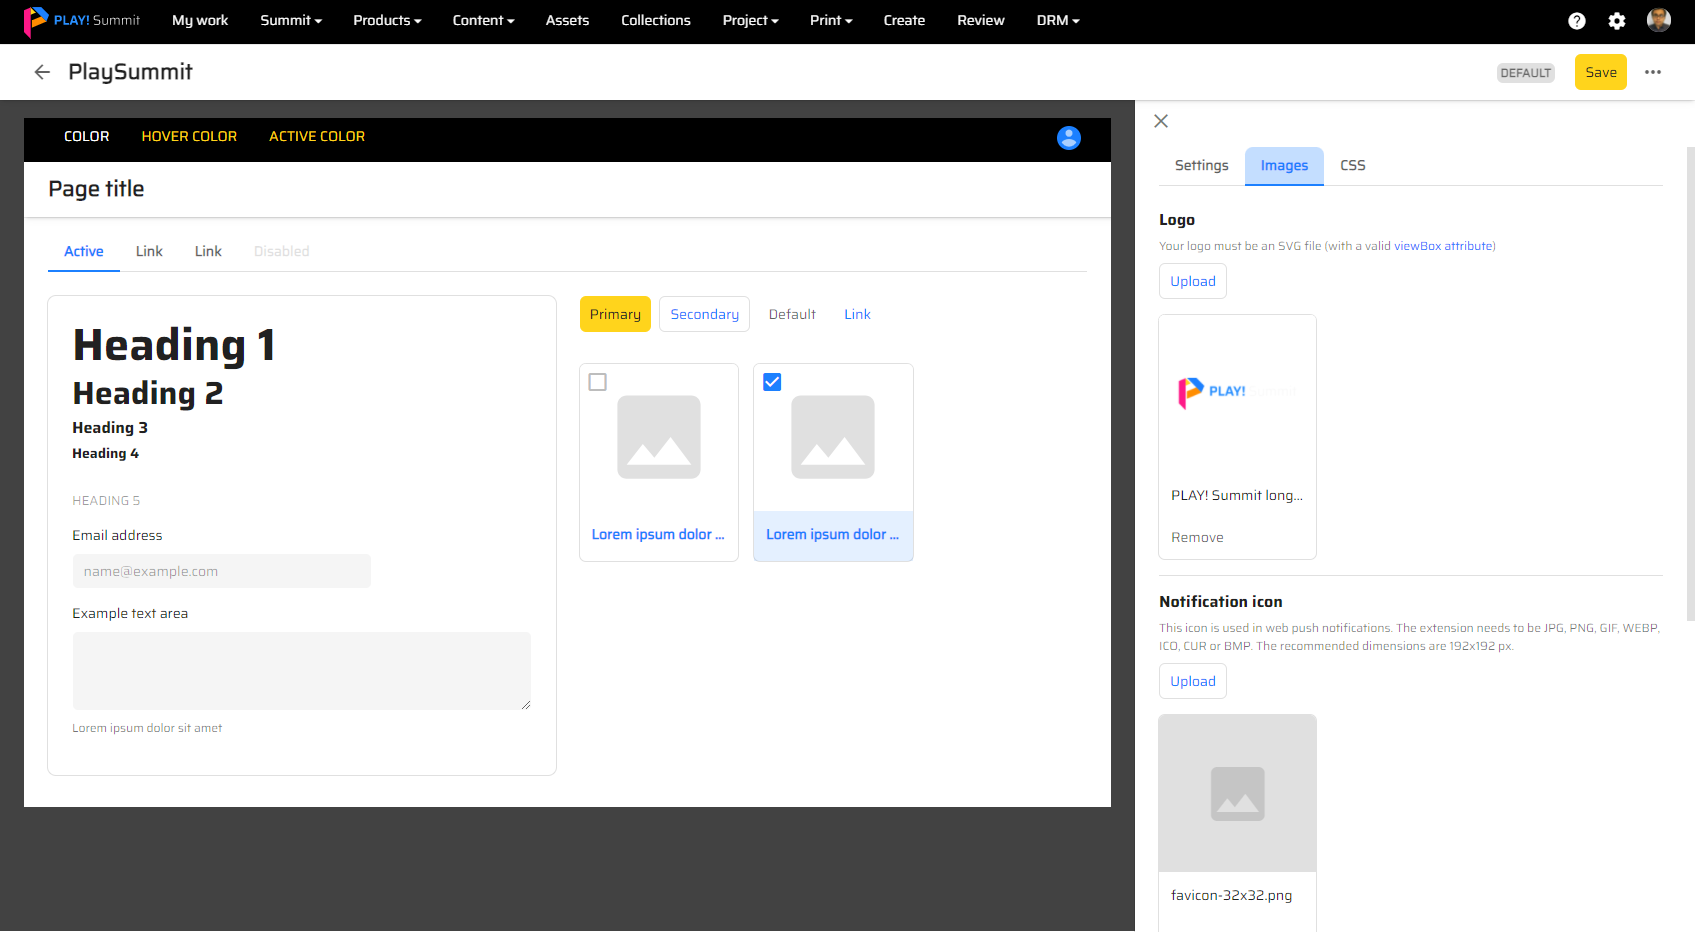 PLAY! Summit My work Summit Products Content Assets Collections Project Print Create Review DRM
PlaySummit DEFAULT Save
COLOR HOVER COLOR ACTIVE COLOR
Page title
Active Link Link Disabled
Heading 1
Heading 2
Heading 3
Heading 4
HEADING 5
Email address
name@example.com
Example text area
Lorem ipsum dolor sit amet
Primary Secondary Default Link
Lorem ipsum dolor ... Lorem ipsum dolor ...
Settings Images CSS
Logo
Your logo must be an SVG file (with a valid viewBox attribute)
Upload
PLAY! Summit
PLAY! Summit long...
Remove
Notification icon
This icon is used in web push notifications. The extension needs to be JPG, PNG, GIF, WEBP,
ICO, CUR or BMP. The recommended dimensions are 192x192 px.
Upload
favicon-32x32.png